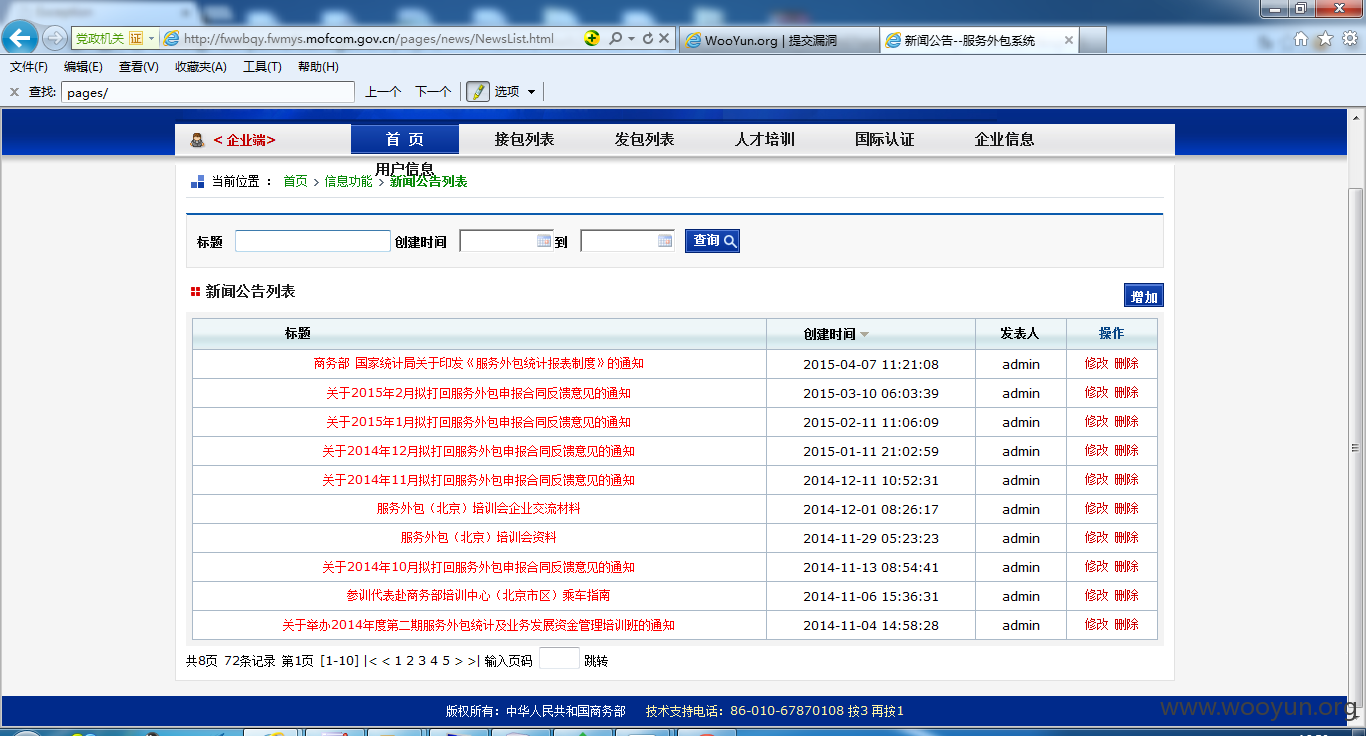 党政机关 证 http://fwwbqy.fwmys.mofcom.gov.cn/pages/news/NewsList.html WooYun.org | 提交漏洞 新闻公告--服务外包系统
文件(F) 编辑(E) 查看(V) 收藏夹(A) 工具(T) 帮助(H)
查找: pages/ 上一个 下一个 选项
< 企业端> 首 页 接包列表 发包列表 人才培训 国际认证 企业信息
用户信息
当前位置 : 首页 > 信息功能 > 新闻公告列表
标题 创建时间 到 查询
新闻公告列表 增加
标题 创建时间 发表人 操作
商务部 国家统计局关于印发《服务外包统计报表制度》的通知 2015-04-07 11:21:08 admin 修改 删除
关于2015年2月拟打回服务外包申报合同反馈意见的通知 2015-03-10 06:03:39 admin 修改 删除
关于2015年1月拟打回服务外包申报合同反馈意见的通知 2015-02-11 11:06:09 admin 修改 删除
关于2014年12月拟打回服务外包申报合同反馈意见的通知 2015-01-11 21:02:59 admin 修改 删除
关于2014年11月拟打回服务外包申报合同反馈意见的通知 2014-12-11 10:52:31 admin 修改 删除
服务外包（北京）培训会企业交流材料 2014-12-01 08:26:17 admin 修改 删除
服务外包（北京）培训会资料 2014-11-29 05:23:23 admin 修改 删除
关于2014年10月拟打回服务外包申报合同反馈意见的通知 2014-11-13 08:54:41 admin 修改 删除
参训代表赴商务部培训中心（北京市区）乘车指南 2014-11-06 15:36:31 admin 修改 删除
关于举办2014年度第二期服务外包统计及业务发展资金管理培训班的通知 2014-11-04 14:58:28 admin 修改 删除
共8页 72条记录 第1页 [1-10] |< < 1 2 3 4 5 > >| 输入页码 跳转
版权所有：中华人民共和国商务部 技术支持电话：86-010-67870108 按3 再按1
www.wooyun.org